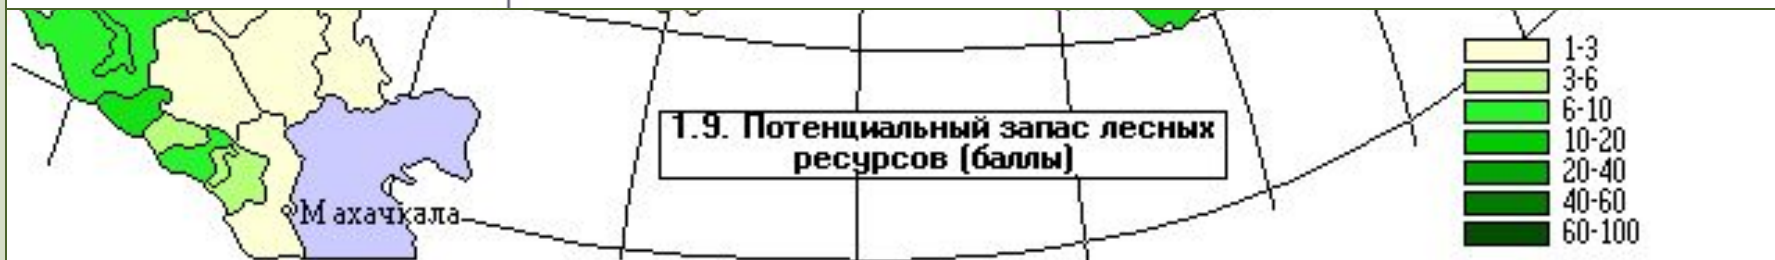 1.9. Потенциальный запас лесных
ресурсов (баллы)
Махачкала
1-3
3-6
6-10
10-20
20-40
40-60
60-100